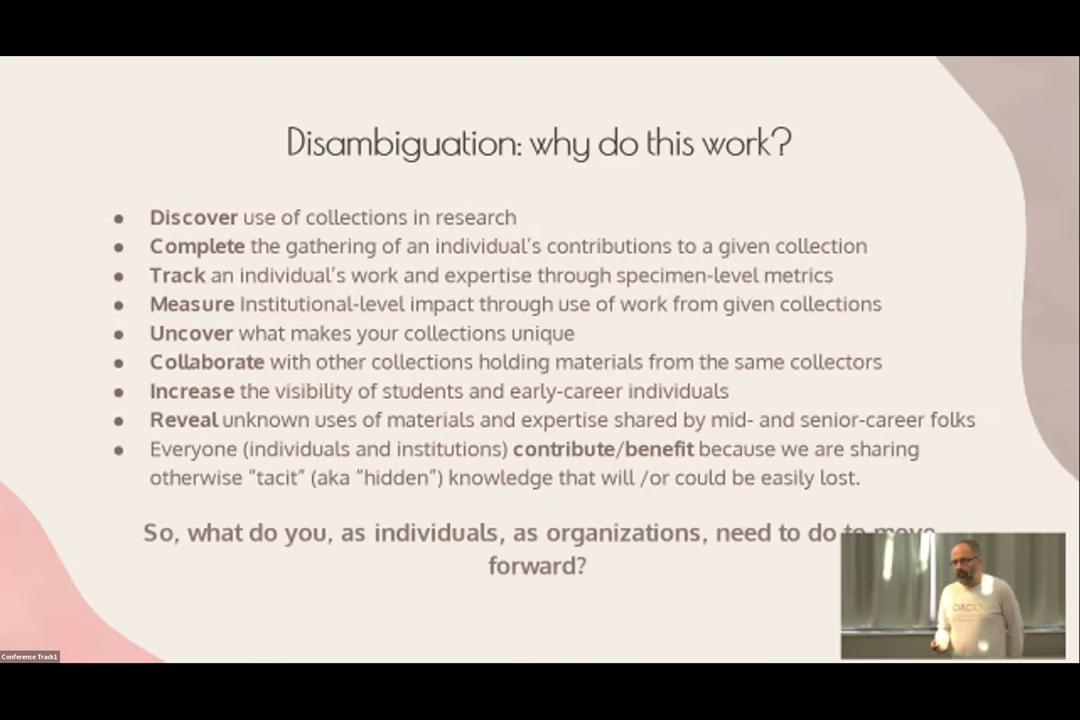 Disambiguation: why do this work?
● Discover use of collections in research
● Complete the gathering of an individual's contributions to a given collection
● Track an individual's work and expertise through specimen-level metrics
● Measure Institutional-level impact through use of work from given collections
● Uncover what makes your collections unique
● Collaborate with other collections holding materials from the same collectors
● Increase the visibility of students and early-career individuals
● Reveal unknown uses of materials and expertise shared by mid- and senior-career folks
● Everyone (individuals and institutions) contribute/benefit because we are sharing
otherwise "tacit" (aka "hidden") knowledge that will /or could be easily lost.
So, what do you, as individuals, as organizations, need to do to move
forward?
Conference Track1